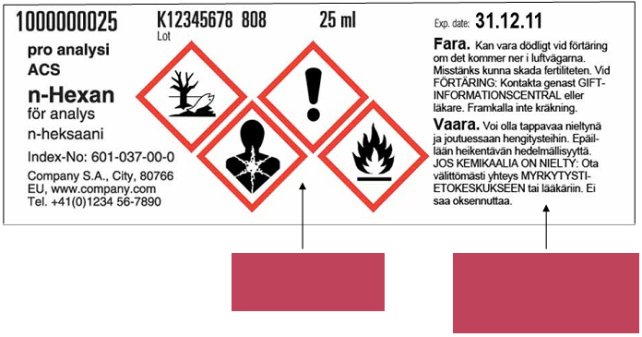 1000000025
pro analysi
ACS
n-Hexan
för analys
n-heksaani
Index-No: 601-037-00-0
Company S.A., City, 80766
EU, www.company.com
Tel. +41(0)1234 56-7890
K12345678 808
Lot
25 ml
Exp. date: 31.12.11
Fara. Kan vara dödligt vid förtäring
om det kommer ner i luftvägarna.
Misstänks kunna skada fertiliteten. Vid
FÖRTÄRING: Kontakta genast GIFT-
INFORMATIONSCENTRAL eller
läkare. Framkalla inte kräkning.
Vaara. Voi olla tappavaa nieltynä
ja joutuessaan hengitysteihin. Epäil-
lään heikentävän hedelmällisyyttä.
JOS KEMIKAALIA ON NIELTY: Ota
välittömästi yhteys MYRKYTYSTI-
ETOKESKUKSEEN tai lääkäriin. Ei
saa oksennuttaa.